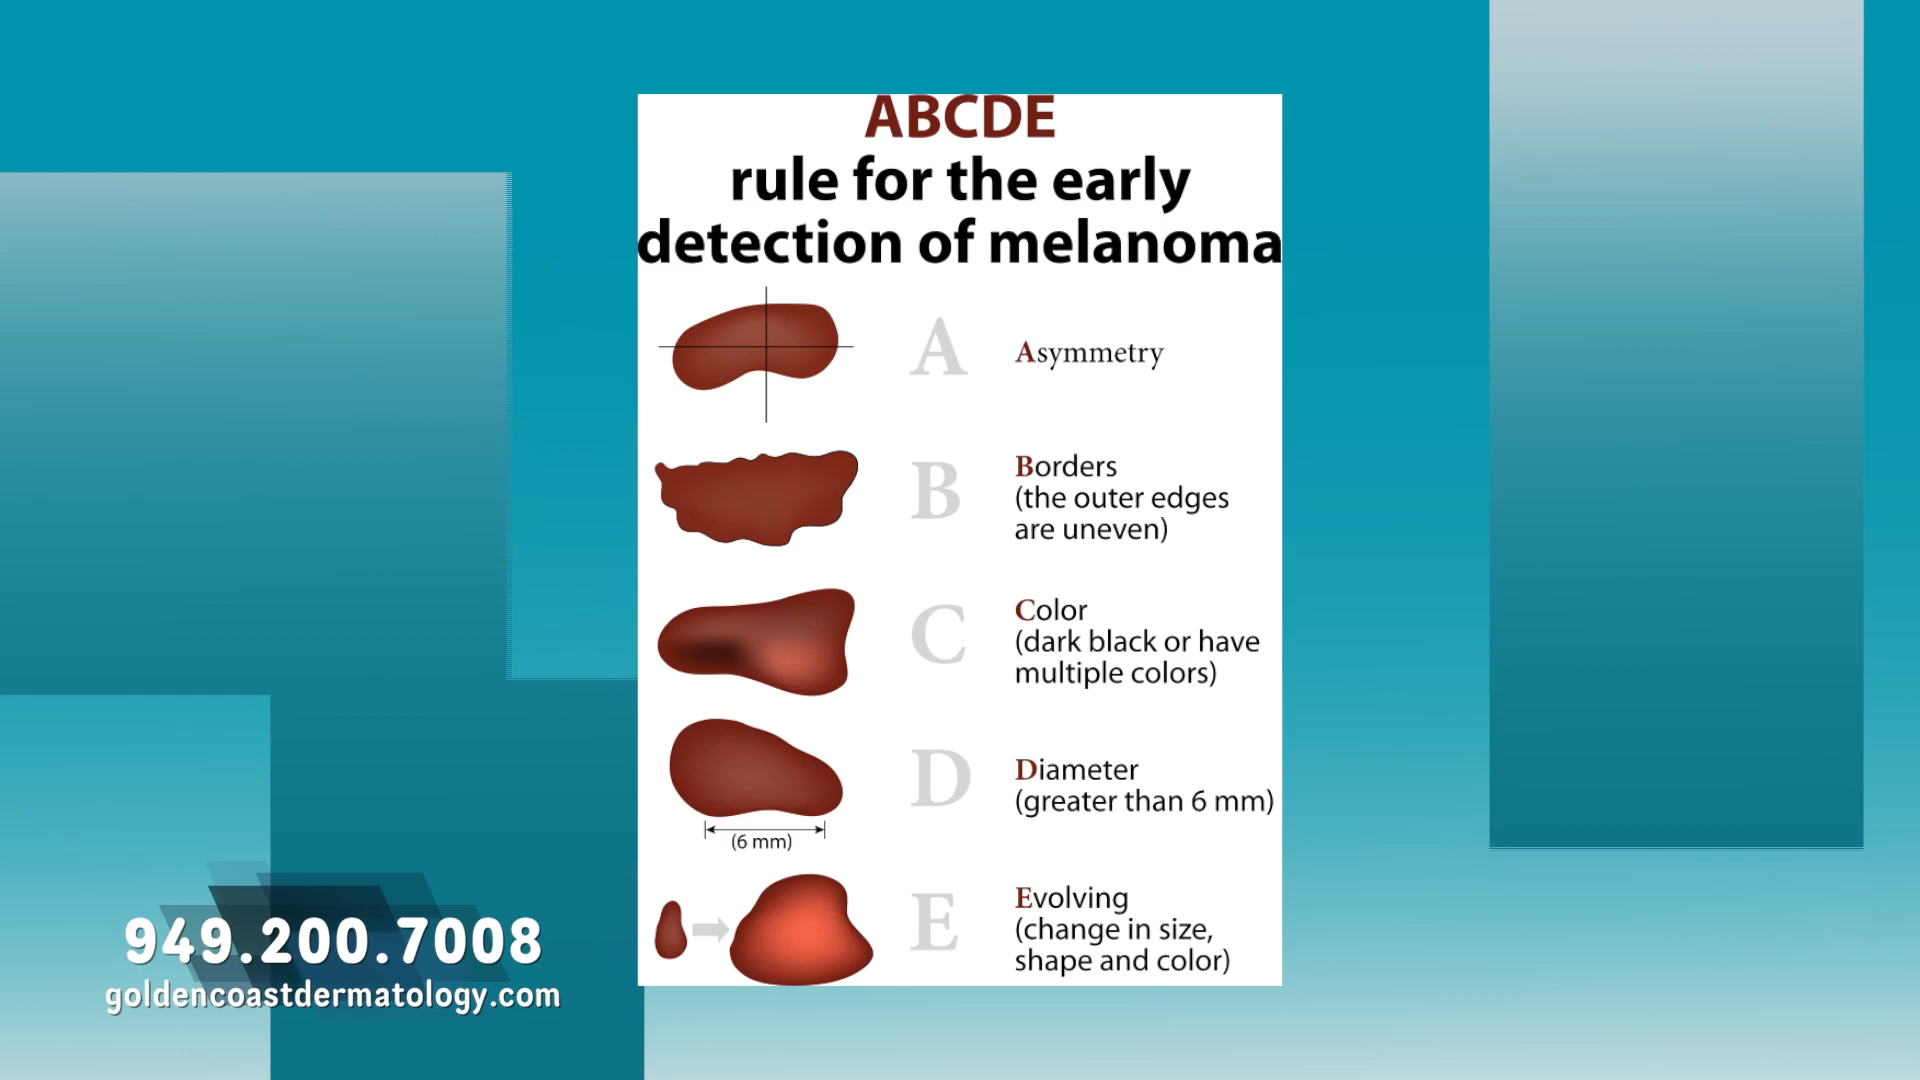 ABCDE
rule for the early
detection of melanoma
A
Asymmetry
B
Borders
(the outer edges
are uneven)
C
Color
(dark black or have
multiple colors)
D
Diameter
(greater than 6 mm)
(6 mm)
E
Evolving
(change in size,
shape and color)
949.200.7008
goldencoastdermatology.com